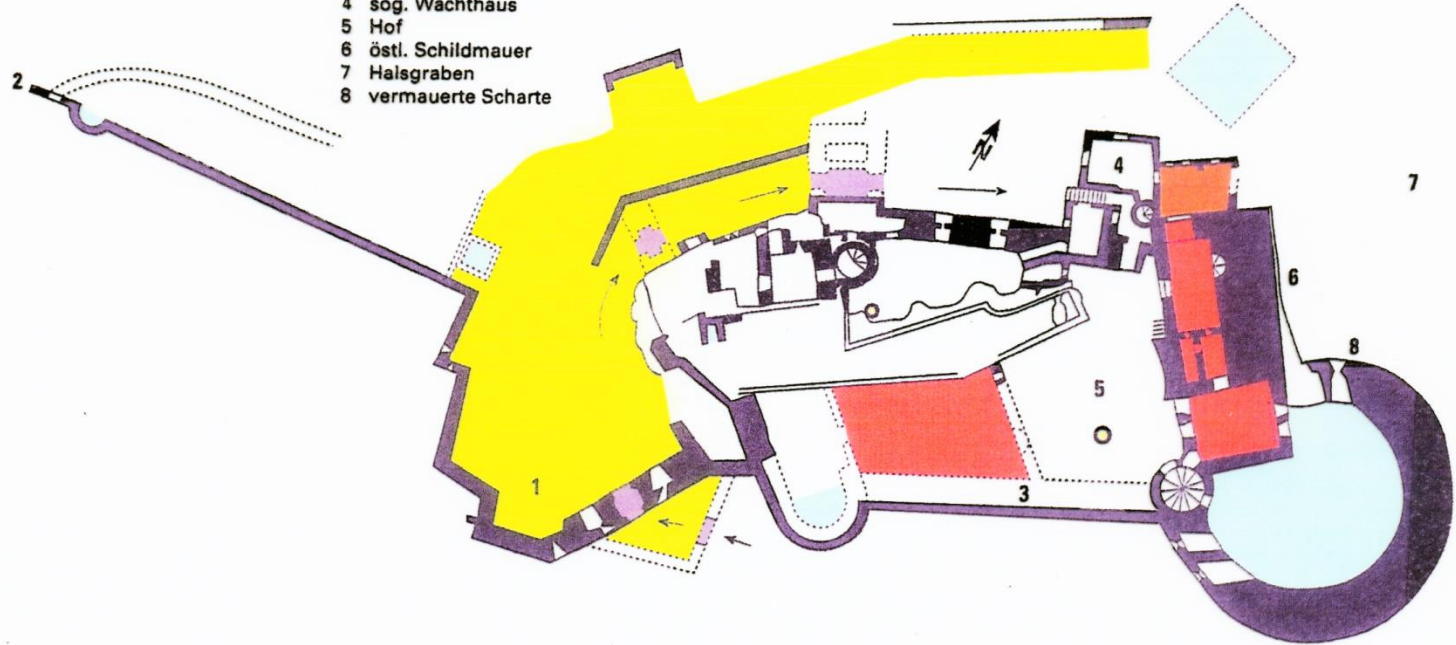 4 sog. Wachthaus
5 Hof
6 östl. Schildmauer
7 Halsgraben
8 vermauerte Scharte
2
4
7
6
8
5
1
3
N